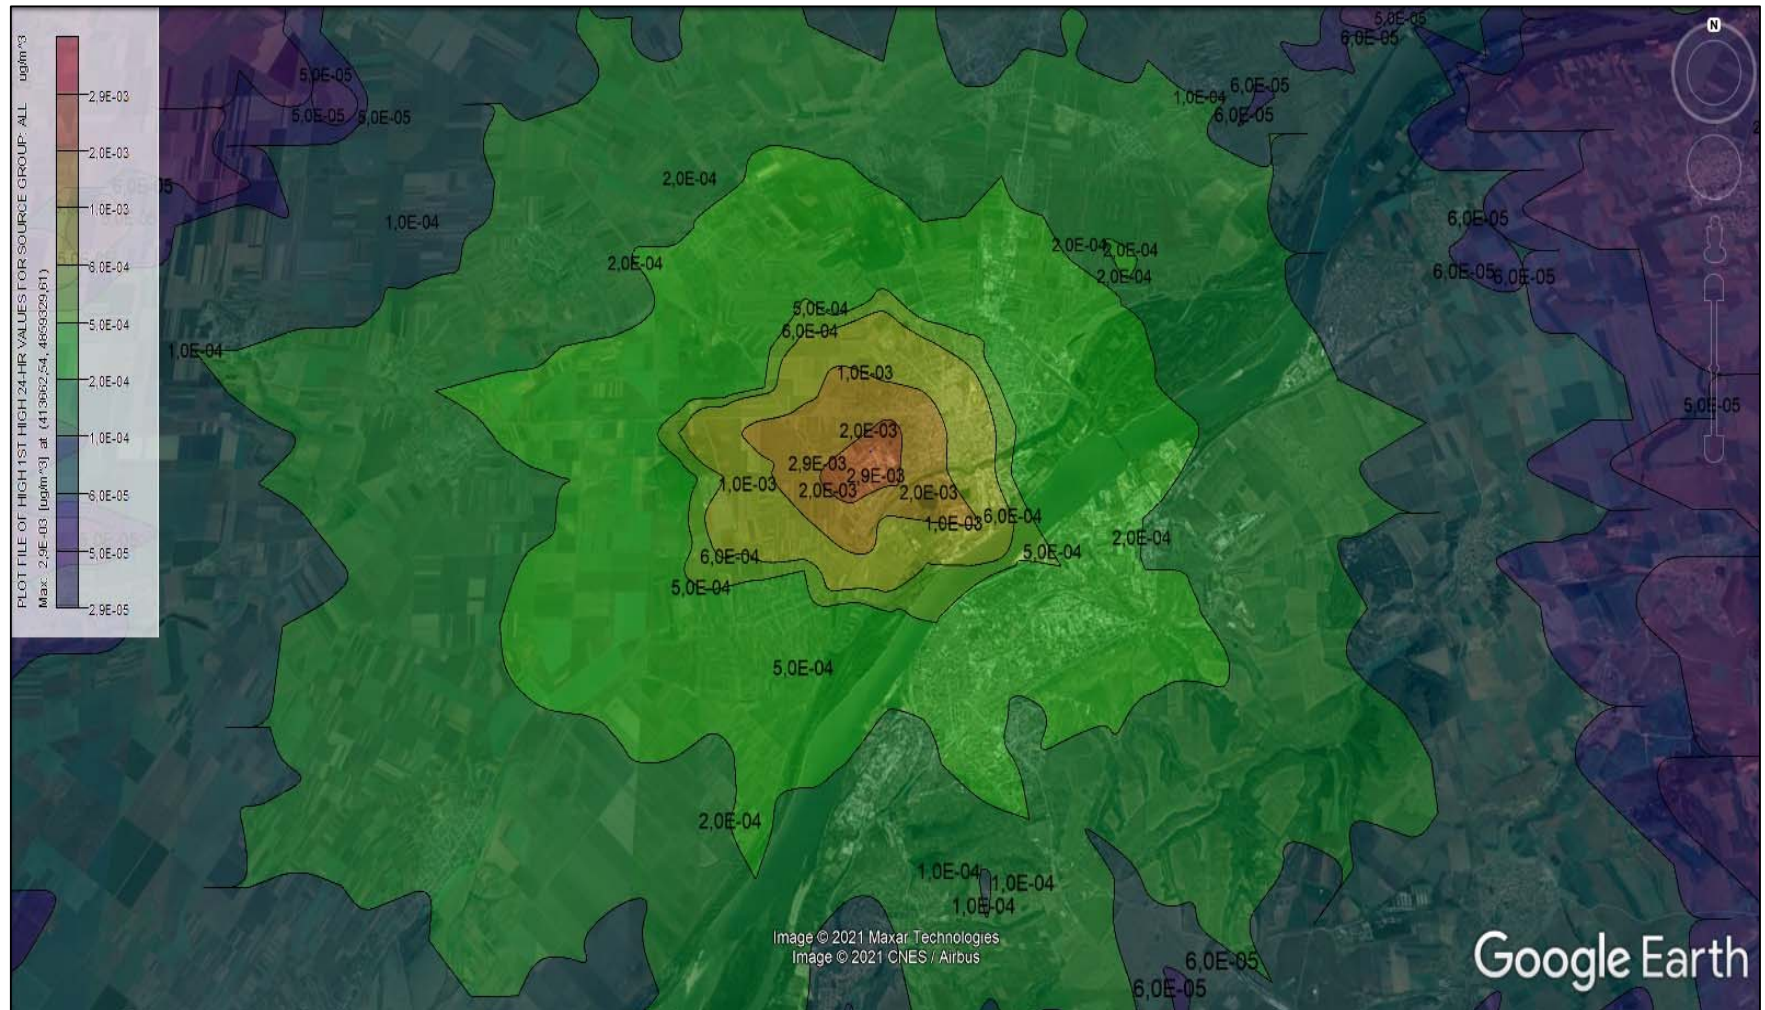 PLOT FILE OF HIGH 1ST HIGH 24-HR VALUES FOR SOURCE GROUP: ALL ug/m^3
Max: 2,9E-03 [ug/m^3] at (413662,54, 4859329,61)
2,9E-03
2,0E-03
1,0E-03
6,0E-04
5,0E-04
2,0E-04
1,0E-04
6,0E-05
5,0E-05
2,9E-05
N
5,0E-05
6,0E-05
5,0E-05
6,0E-05
1,0E-04
6,0E-05
5,0E-05
5,0E-05
2,0E-04
6,0E-05
1,0E-04
6,0E-05
2,0E-04
2,0E-04
2,0E-04
2,0E-04
6,0E-05
6,0E-05
5,0E-04
6,0E-04
1,0E-04
1,0E-03
5,0E-05
2,0E-03
2,9E-03
2,9E-03
1,0E-03
2,0E-03
2,0E-03
1,0E-03
6,0E-04
2,0E-04
6,0E-04
5,0E-04
5,0E-04
5,0E-04
2,0E-04
1,0E-04
1,0E-04
1,0E-04
Image © 2021 Maxar Technologies
Image © 2021 CNES / Airbus
6,0E-05
6,0E-05
Google Earth